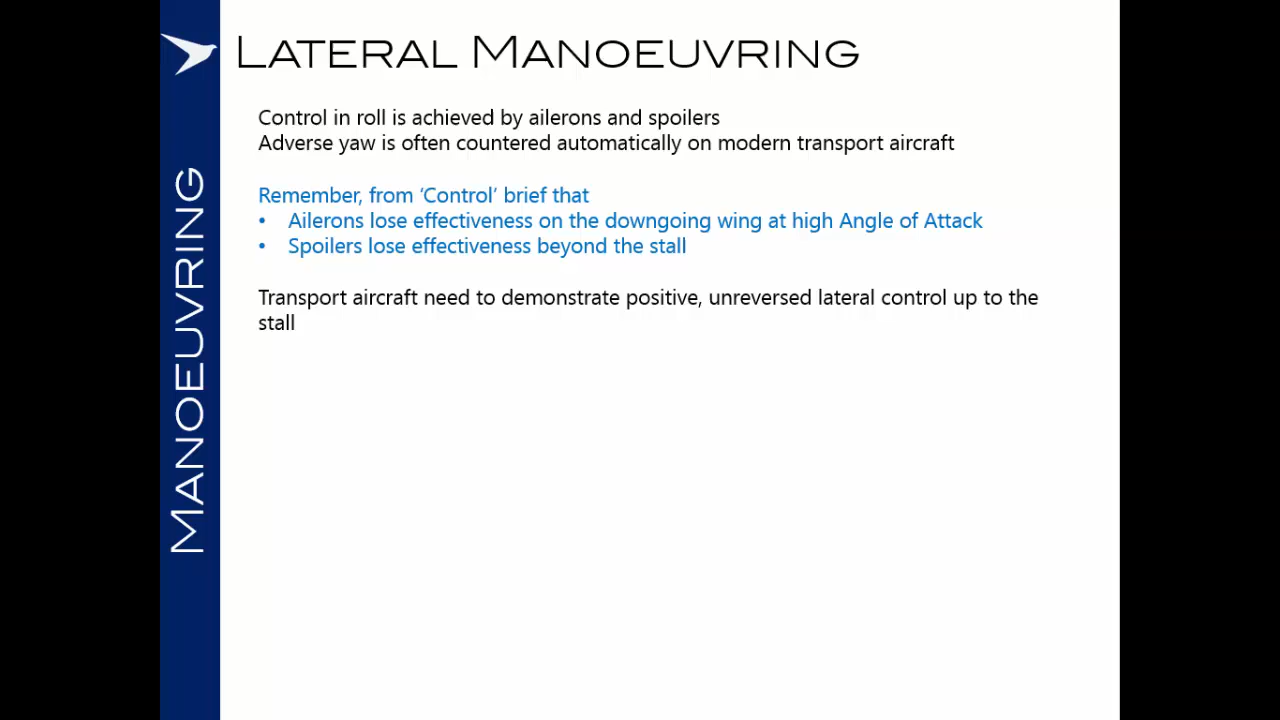 LATERAL MANOEUVRING
Control in roll is achieved by ailerons and spoilers
Adverse yaw is often countered automatically on modern transport aircraft
Remember, from ‘Control’ brief that
• Ailerons lose effectiveness on the downgoing wing at high Angle of Attack
• Spoilers lose effectiveness beyond the stall
Transport aircraft need to demonstrate positive, unreversed lateral control up to the
stall
MANOEUVRING